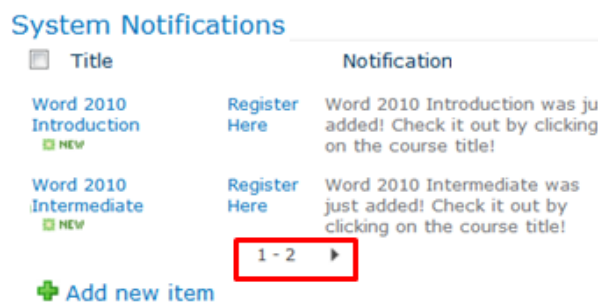 System Notifications
Title Notification
Word 2010 Register Word 2010 Introduction was ju
Introduction Here added! Check it out by clicking
NEW on the course title!
Word 2010 Register Word 2010 Intermediate was
Intermediate Here just added! Check it out by
NEW clicking on the course title!
1 - 2
Add new item